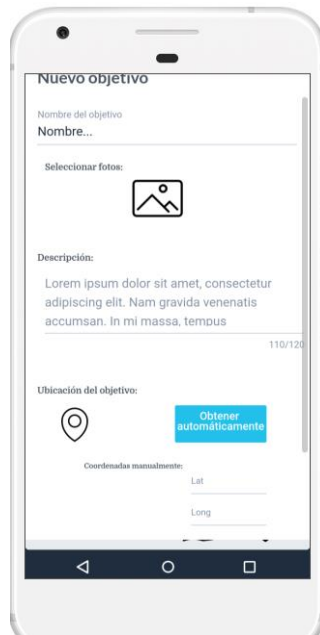 Nuevo objetivo
Nombre del objetivo
Nombre...
Seleccionar fotos:
Descripción:
Lorem ipsum dolor sit amet, consectetur
adipiscing elit. Nam gravida venenatis
accumsan. In mi massa, tempus
110/120
Ubicación del objetivo:
Obtener
automáticamente
Coordenadas manualmente:
Lat
Long